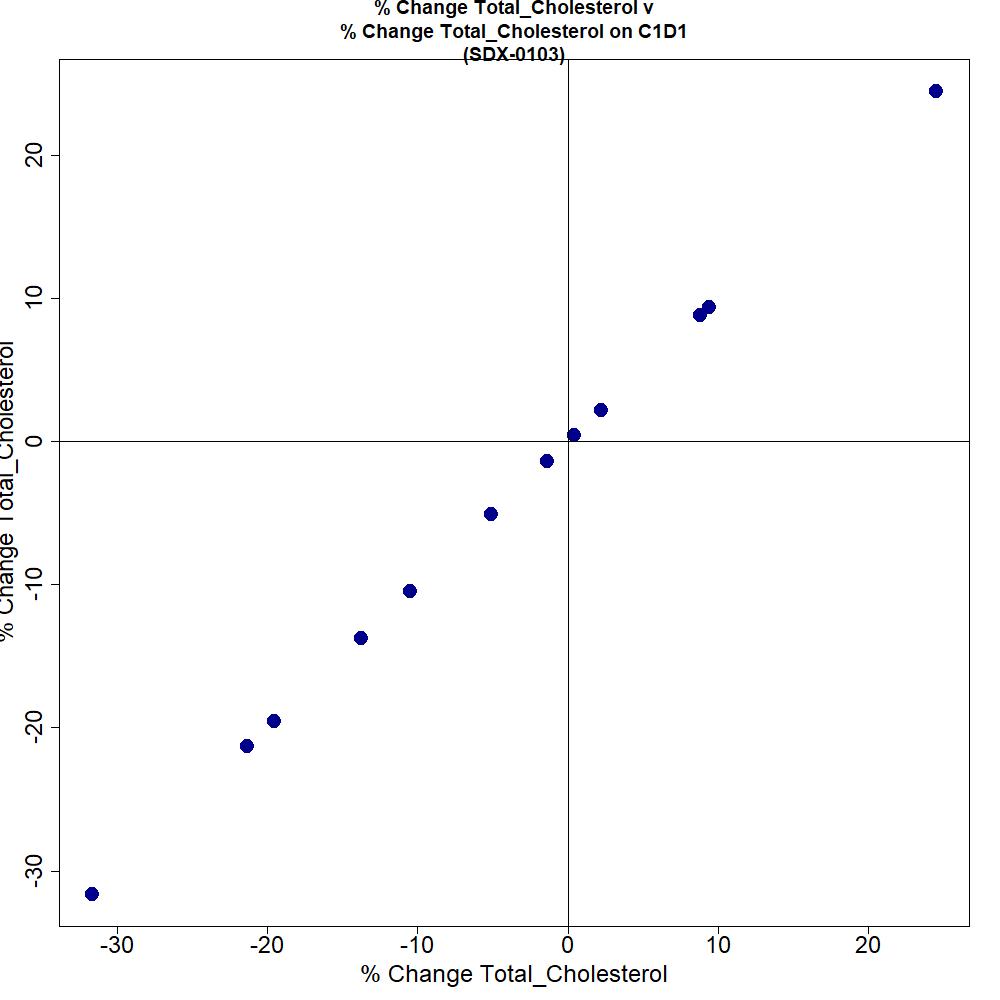 % Change Total_Cholesterol v
% Change Total_Cholesterol on C1D1
(SDX-0103)
% Change Total_Cholesterol
20
10
0
-10
-20
-30
-30
-20
-10
0
10
20
% Change Total_Cholesterol